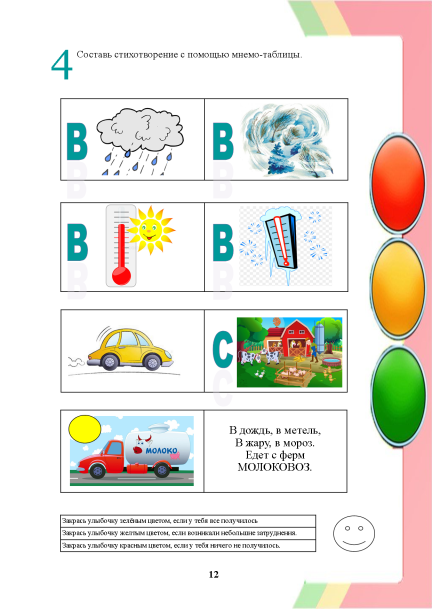 4 Составь стихотворение с помощью мнемо-таблицы.
В В
В В
С
МОЛОКО
В дождь, в метель,
В жару, в мороз.
Едет с ферм
МОЛОКОВОЗ.
Закрась улыбочку зелёным цветом, если у тебя все получилось
Закрась улыбочку желтым цветом, если возникали небольшие затруднения.
Закрась улыбочку красным цветом, если у тебя ничего не получилось.
12